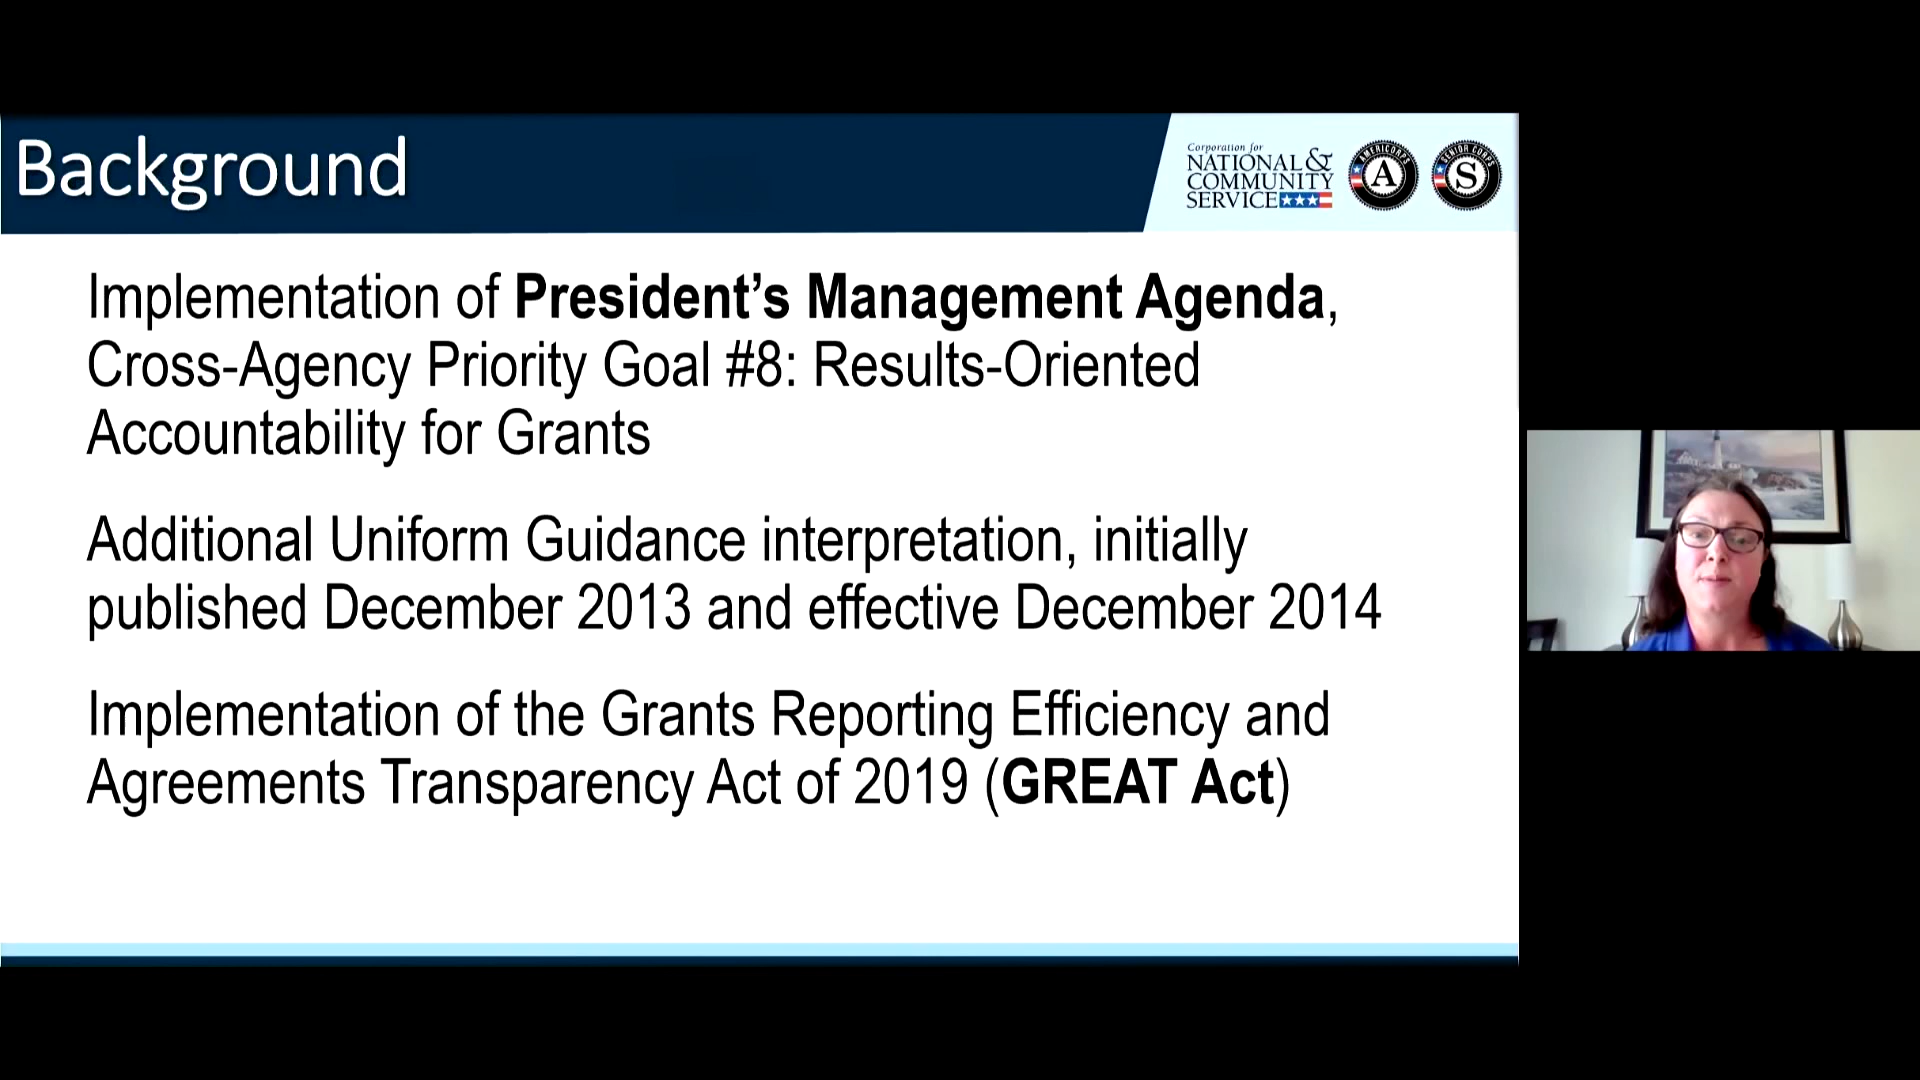 Background
Corporation for
NATIONAL &
COMMUNITY
SERVICE
AMERICORPS
A
SENIOR CORPS
S
Implementation of President’s Management Agenda,
Cross-Agency Priority Goal #8: Results-Oriented
Accountability for Grants
Additional Uniform Guidance interpretation, initially
published December 2013 and effective December 2014
Implementation of the Grants Reporting Efficiency and
Agreements Transparency Act of 2019 (GREAT Act)